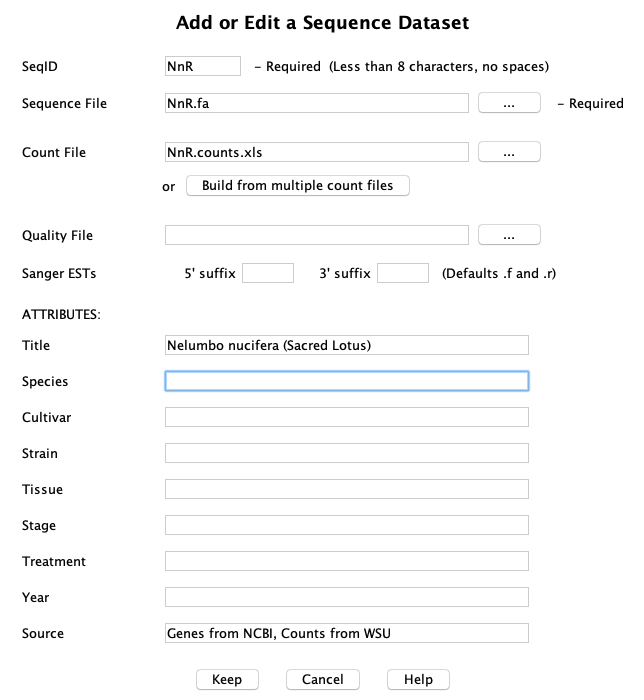 Add or Edit a Sequence Dataset
SeqID NnR – Required (Less than 8 characters, no spaces)
Sequence File NnR.fa ... – Required
Count File NnR.counts.xls ...
or Build from multiple count files
Quality File ...
Sanger ESTs 5' suffix 3' suffix (Defaults .f and .r)
ATTRIBUTES:
Title Nelumbo nucifera (Sacred Lotus)
Species
Cultivar
Strain
Tissue
Stage
Treatment
Year
Source Genes from NCBI, Counts from WSU
Keep Cancel Help